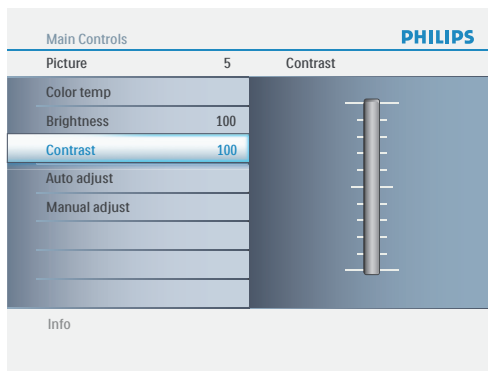 Main Controls PHILIPS
Picture 5 Contrast
Color temp
Brightness 100
Contrast 100
Auto adjust
Manual adjust
Info